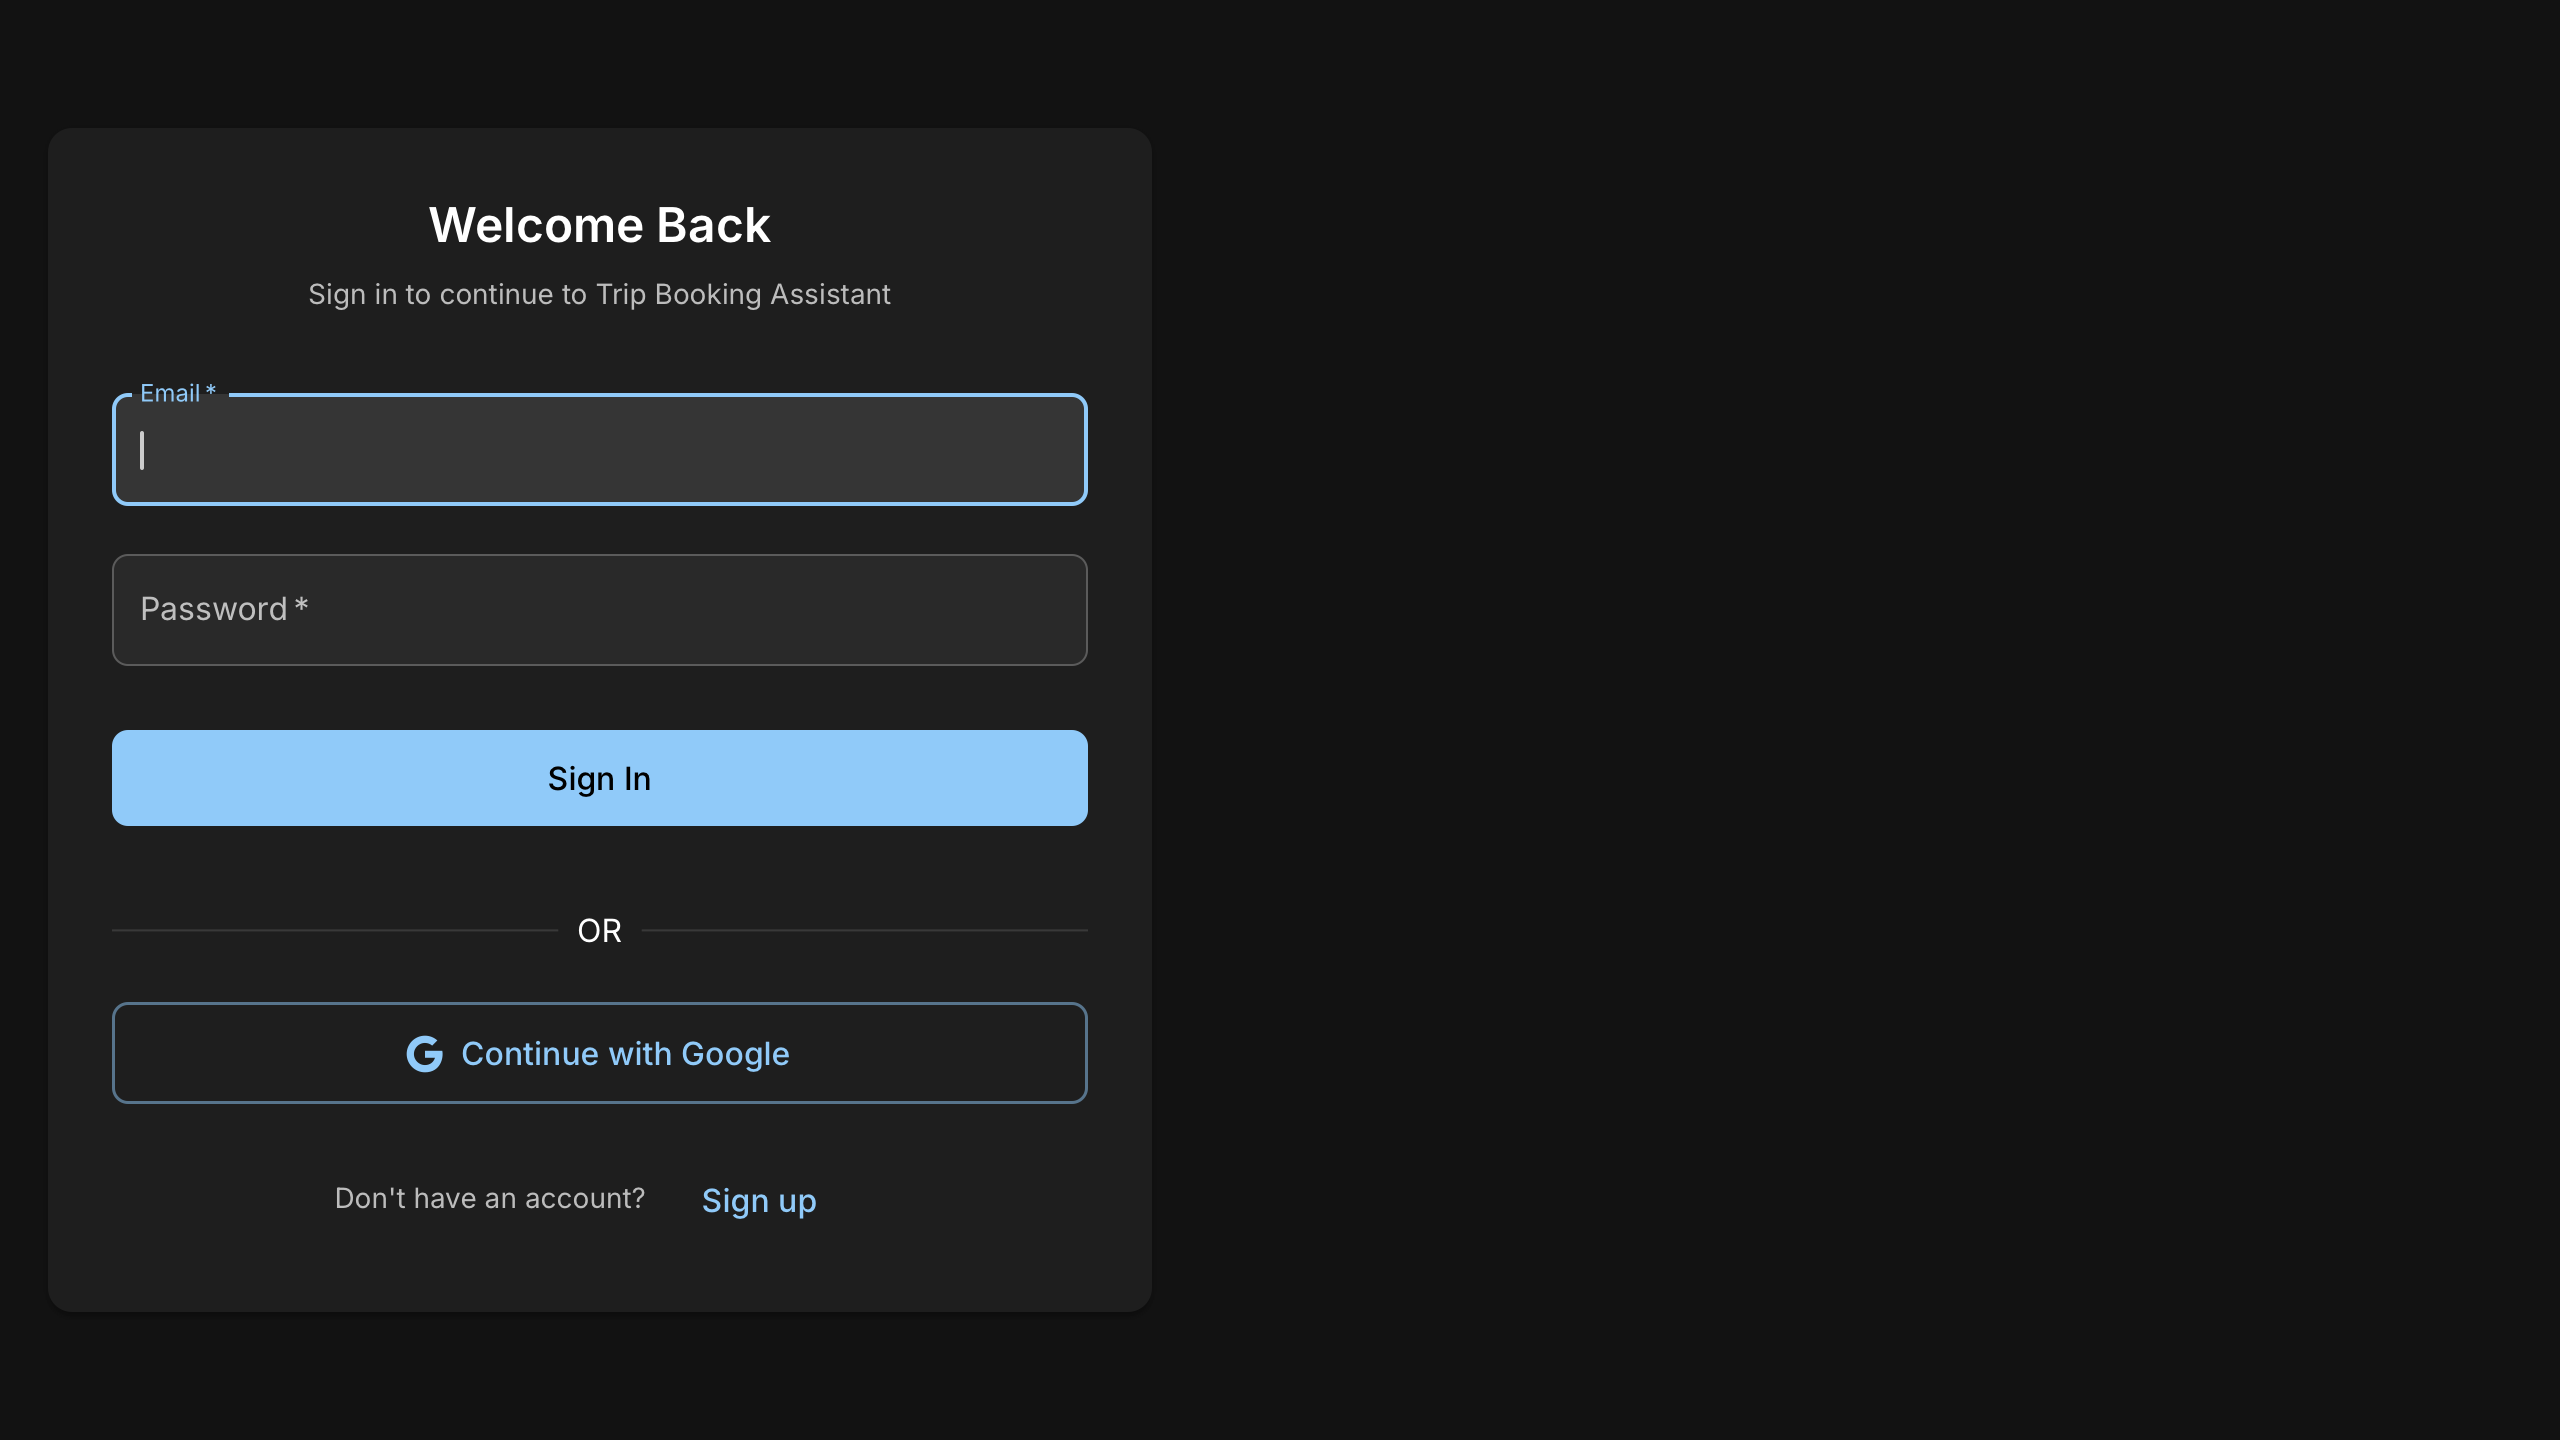 Welcome Back
Sign in to continue to Trip Booking Assistant
Email *
Password *
Sign In
OR
Continue with Google
Don't have an account? Sign up